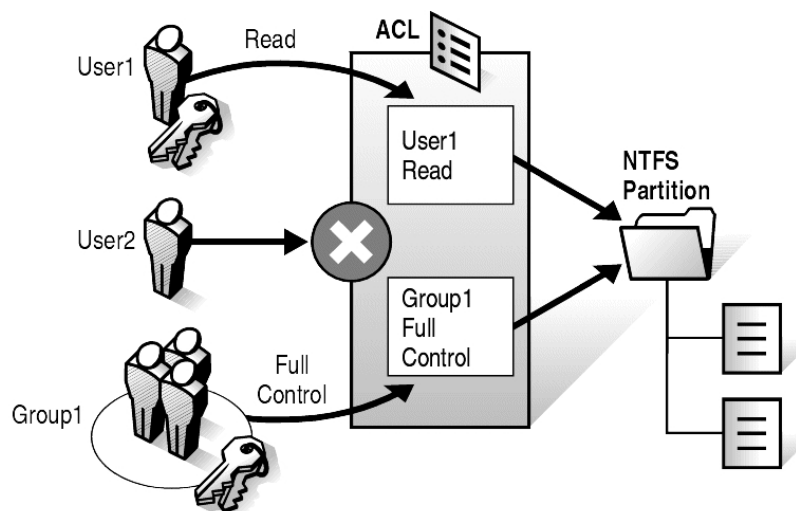 ACL
Read
User1
User1
Read
NTFS
Partition
User2
Group1
Full
Control
Full
Control
Group1